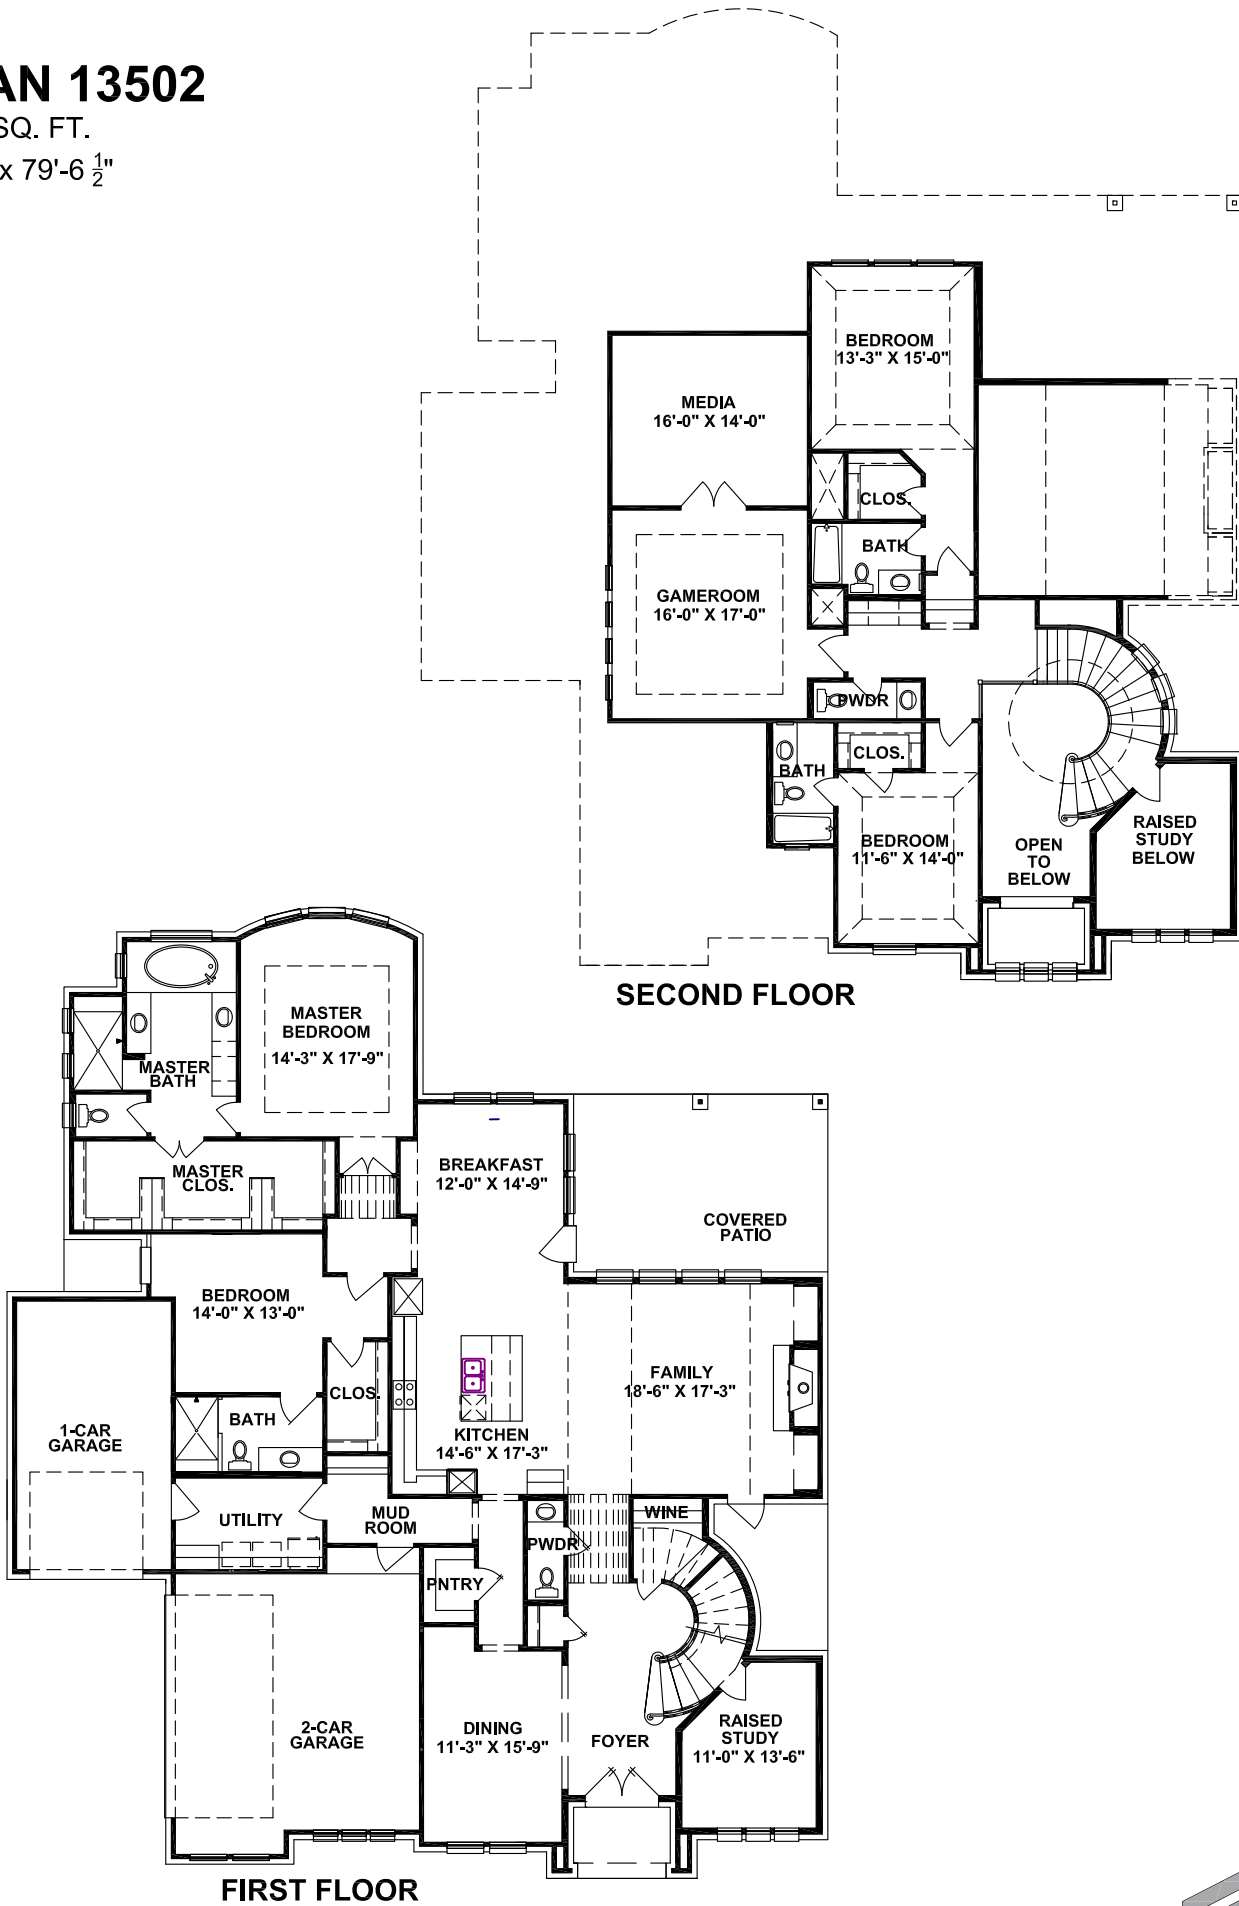 AN 13502
SQ. FT.
x 79'-6 1/2"
BEDROOM
13'-3" X 15'-0"
MEDIA
16'-0" X 14'-0"
CLOS.
BATH
GAMEROOM
16'-0" X 17'-0"
PWDR
CLOS.
BATH
BEDROOM
11'-6" X 14'-0"
OPEN
TO
BELOW
RAISED
STUDY
BELOW
SECOND FLOOR
MASTER
BEDROOM
14'-3" X 17'-9"
MASTER
BATH
MASTER
CLOS.
BREAKFAST
12'-0" X 14'-9"
COVERED
PATIO
BEDROOM
14'-0" X 13'-0"
FAMILY
18'-6" X 17'-3"
CLOS.
BATH
1-CAR
GARAGE
KITCHEN
14'-6" X 17'-3"
UTILITY
MUD
ROOM
WINE
PWDR
PNTRY
2-CAR
GARAGE
DINING
11'-3" X 15'-9"
FOYER
RAISED
STUDY
11'-0" X 13'-6"
FIRST FLOOR